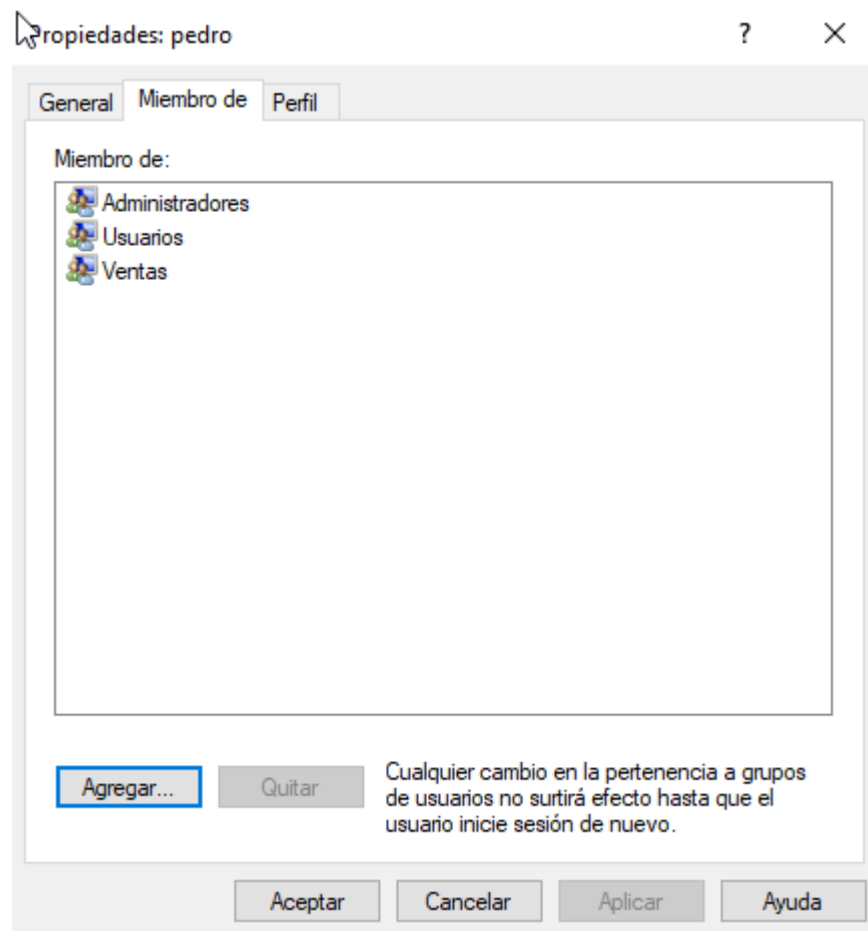 Propiedades: pedro ?
General Miembro de Perfil
Miembro de:
Administradores
Usuarios
Ventas
Agregar... Quitar
Cualquier cambio en la pertenencia a grupos
de usuarios no surtirá efecto hasta que el
usuario inicie sesión de nuevo.
Aceptar Cancelar Aplicar Ayuda